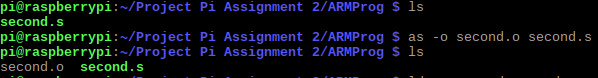 pi@raspberrypi:~/Project Pi Assignment 2/ARMProg $ ls
second.s
pi@raspberrypi:~/Project Pi Assignment 2/ARMProg $ as -o second.o second.s
pi@raspberrypi:~/Project Pi Assignment 2/ARMProg $ ls
second.o  second.s